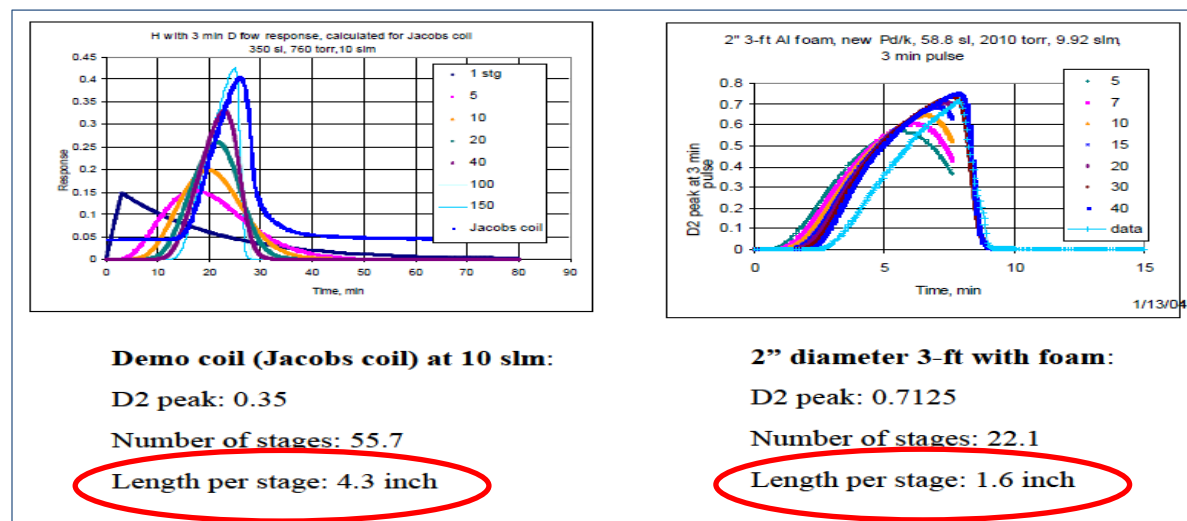 H with 3 min D fow response, calculated for Jacobs coil
350 sl, 760 torr,10 slm
0.45
0.4
0.35
0.3
0.25
0.2
0.15
0.1
0.05
0
Response
0 10 20 30 40 50 60 70 80 90
Time, min
1 stg
5
10
20
40
100
150
Jacobs coil
Demo coil (Jacobs coil) at 10 slm:
D2 peak: 0.35
Number of stages: 55.7
Length per stage: 4.3 inch
2" 3-ft Al foam, new Pd/k, 58.8 sl, 2010 torr, 9.92 slm,
3 min pulse
0.8
0.7
0.6
0.5
0.4
0.3
0.2
0.1
0
D2 peak at 3 min
pulse
0 5 10 15
Time, min
5
7
10
15
20
30
40
data
1/13/04
2” diameter 3-ft with foam:
D2 peak: 0.7125
Number of stages: 22.1
Length per stage: 1.6 inch